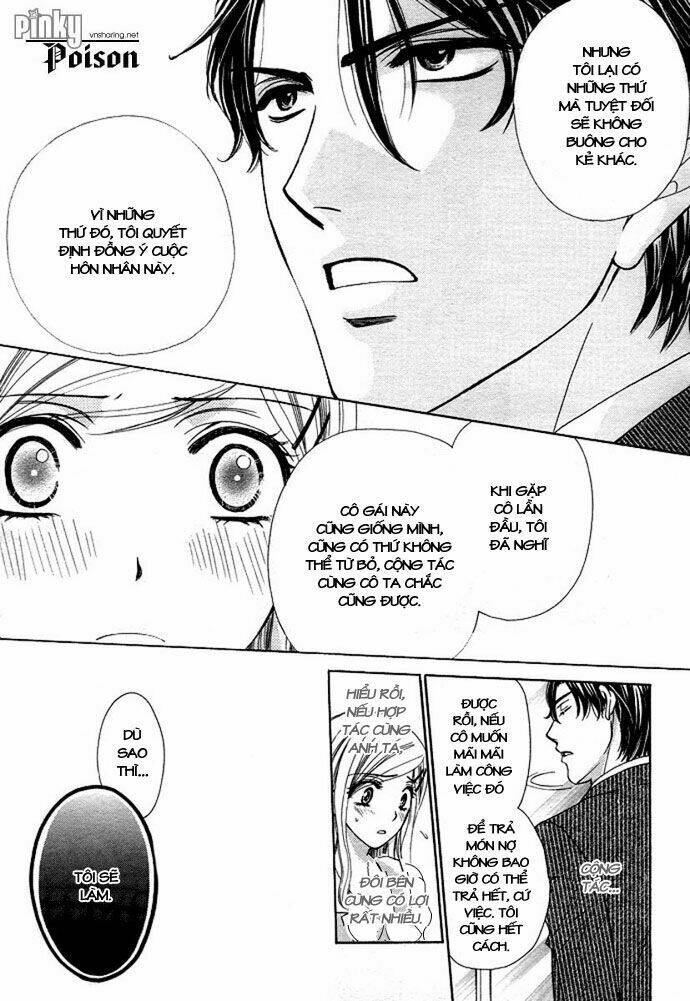 pinky
vnsharing.net
Poison
NHƯNG
TÔI LẠI CÓ
NHỮNG THỨ
MÀ TUYỆT ĐỐI
SẼ KHÔNG
BUÔNG CHO
KẺ KHÁC.
VÌ NHỮNG
THỨ ĐÓ, TÔI QUYẾT
ĐỊNH ĐỒNG Ý CUỘC
HÔN NHÂN NÀY.
KHI GẶP
CÔ LẦN
ĐẦU, TÔI
ĐÃ NGHĨ
CÔ GÁI NÀY
CŨNG GIỐNG MÌNH,
CŨNG CÓ THỨ KHÔNG
THỂ TỪ BỎ, CỘNG TÁC
CÙNG CÔ TA CHẮC
CŨNG ĐƯỢC.
ĐƯỢC
RỒI, NẾU
CÔ MUỐN
MÃI MÃI
LÀM CÔNG
VIỆC ĐÓ
ĐỂ TRẢ
MÓN NỢ
KHÔNG BAO
GIỜ CÓ THỂ
TRẢ HẾT, CỨ
VIỆC. TÔI
CŨNG HẾT
CÁCH.
CỘNG
TÁC...
HIỂU RỒI,
NẾU HỢP
TÁC CÙNG
ANH TA,
ĐÔI BÊN
CÙNG CÓ LỢI
RẤT NHIỀU.
DÙ
SAO
THÌ...
TÔI SẼ
LÀM.